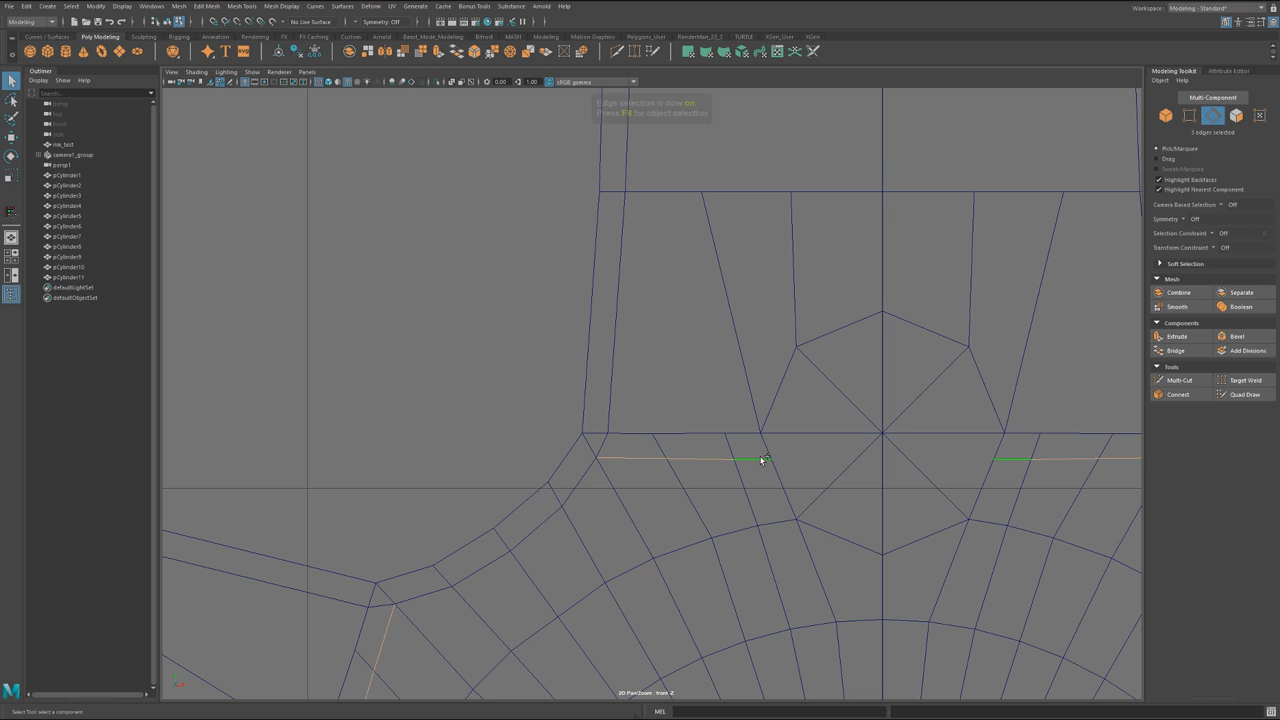 File Edit Create Select Modify Display Windows Mesh Edit Mesh Mesh Tools Mesh Display Curves Surfaces Deform UV Generate Cache Bonus Tools Substance Arnold Help
Workspace: Modeling - Standard*
Modeling
No Live Surface
Symmetry: Off
Curves / Surfaces Poly Modeling Sculpting Rigging Animation Rendering FX FX Caching Custom Arnold Beast_Mode_Modeling Bifrost MASH Modeling Motion Graphics Polygons_User RenderMan_22_3 TURTLE XGen_User XGen
Outliner
Display Show Help
Search...
persp
top
front
side
rim_test
camera1_group
persp1
pCylinder1
pCylinder2
pCylinder3
pCylinder4
pCylinder5
pCylinder6
pCylinder7
pCylinder8
pCylinder9
pCylinder10
pCylinder11
defaultLightSet
defaultObjectSet
View Shading Lighting Show Renderer Panels
0.00
1.00
sRGB gamma
Edge selection is now on.
Press F8 for object selection
2D Pan/Zoom : front -Z
Modeling Toolkit Attribute Editor
Object Help
Multi-Component
3 edges selected
Pick/Marquee
Drag
Tweak/Marquee
Highlight Backfaces
Highlight Nearest Component
Camera Based Selection Off
Symmetry Off
Selection Constraint Off
Transform Constraint Off
Soft Selection
Mesh
Combine Separate
Smooth Boolean
Components
Extrude Bevel
Bridge Add Divisions
Tools
Multi-Cut Target Weld
Connect Quad Draw
Select Tool: select a component
MEL